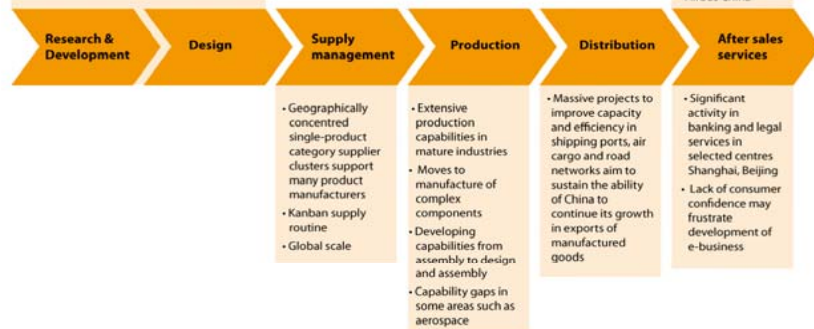 Research &
Development
Design
Supply
management
Production
Distribution
After sales
services
• Geographically
concentred
single-product
category supplier
clusters support
many product
manufacturers
• Kanban supply
routine
• Global scale
• Extensive
production
capabilities in
mature industries
• Moves to
manufacture of
complex
components
• Developing
capabilities from
assembly to design
and assembly
• Capability gaps in
some areas such as
aerospace
• Massive projects to
improve capacity
and efficiency in
shipping ports, air
cargo and road
networks aim to
sustain the ability
of China to
continue its growth
in exports of
manufactured
goods
• Significant
activity in
banking and legal
services in
selected centres
Shanghai, Beijing
• Lack of consumer
confidence may
frustrate
development of
e-business